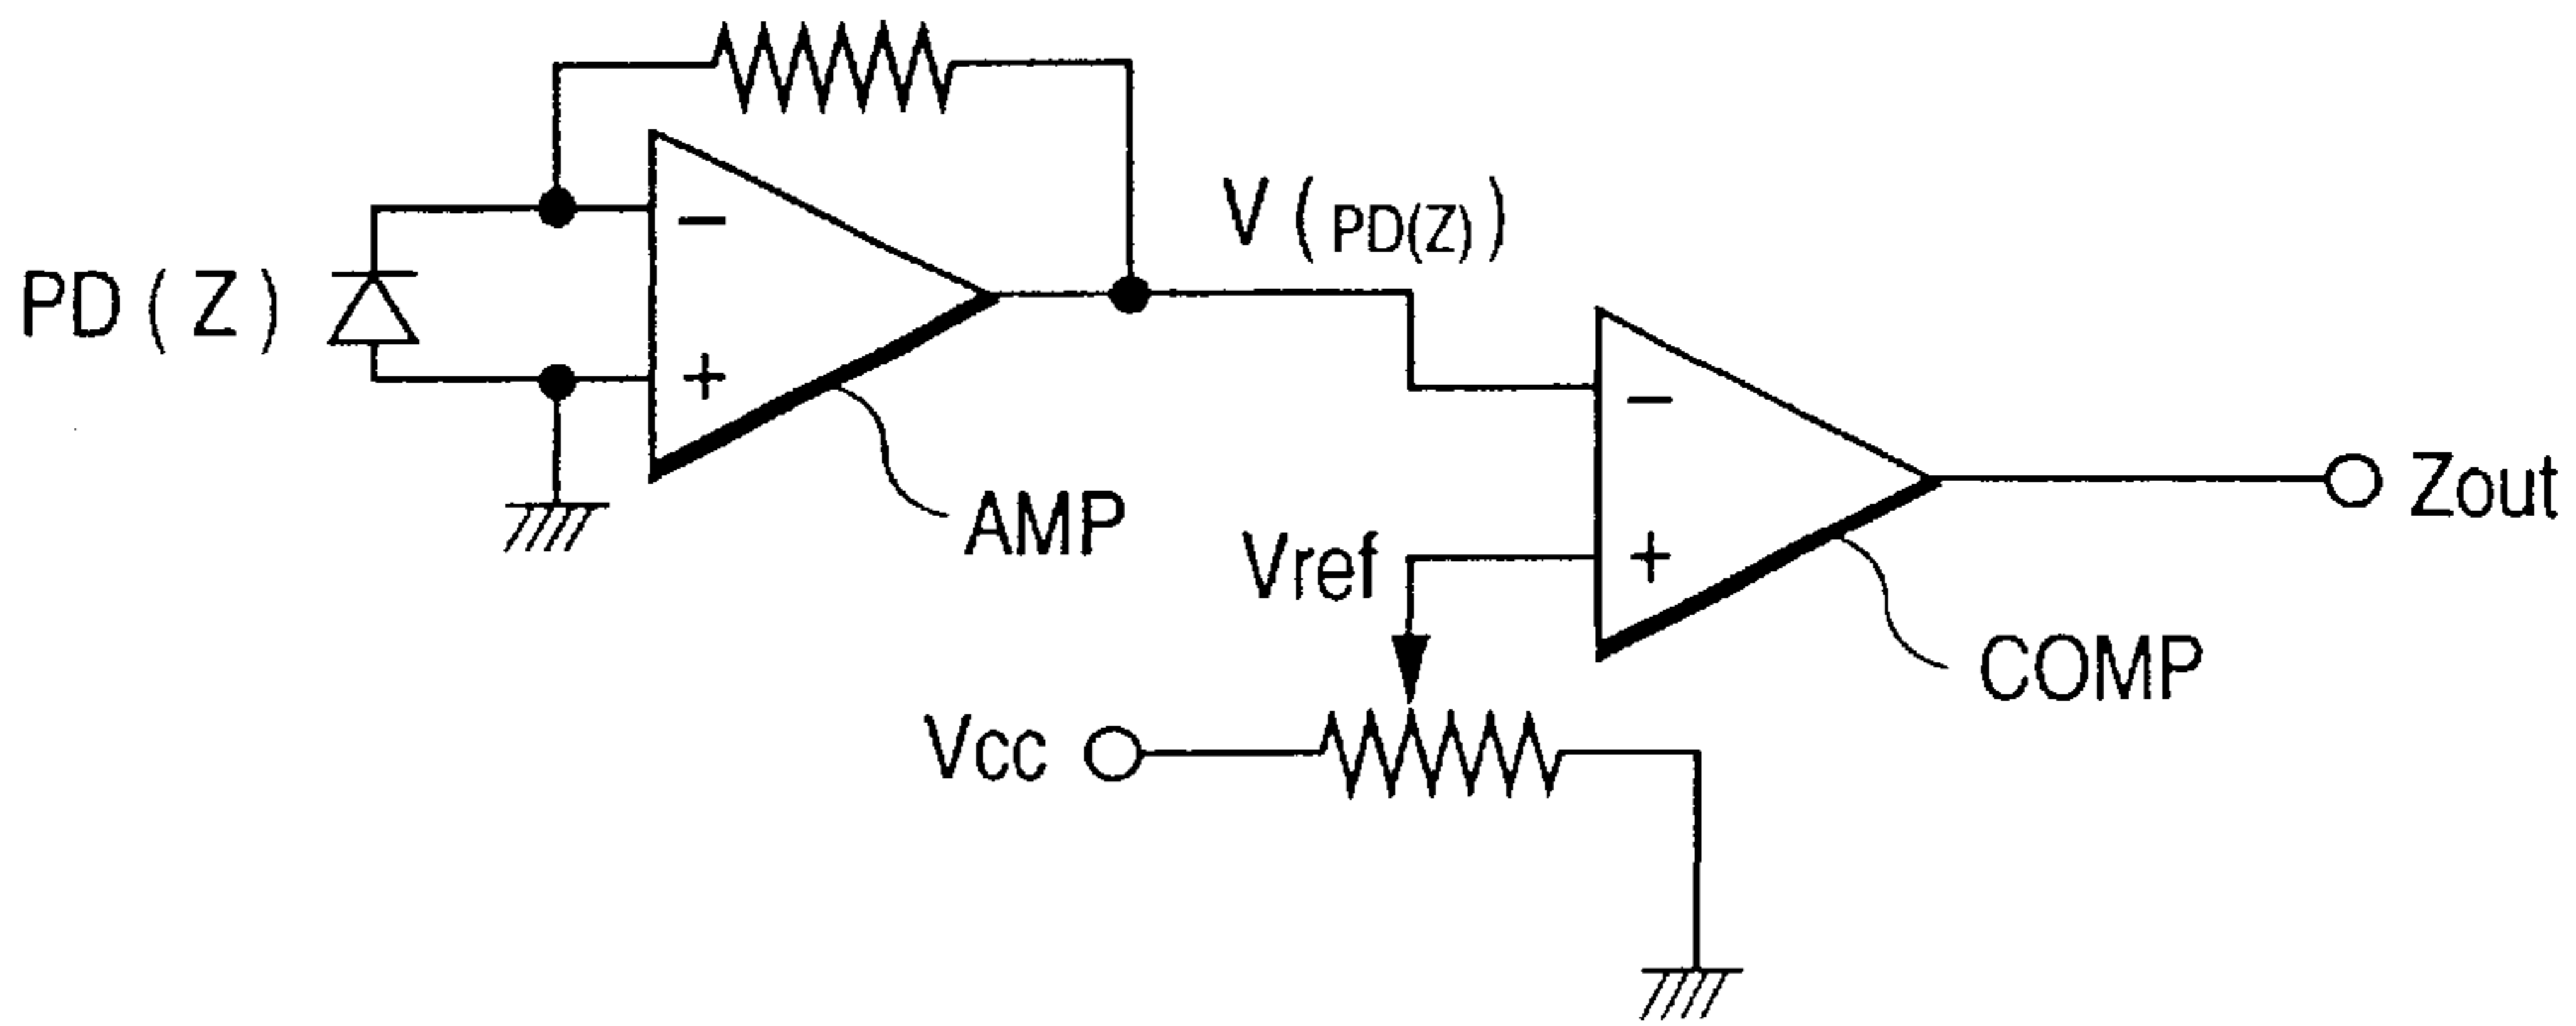 V (PD(Z))
PD (Z)
−
+
AMP
−
+
Vref
Zout
COMP
Vcc